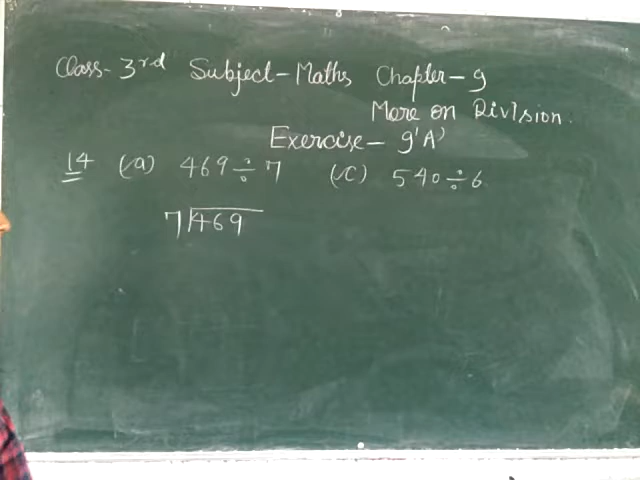 Class- 3rd Subject - Maths Chapter - 9
More on Division.
Exercise - 9'A'
14 (a) 469 ÷ 7 (c) 540 ÷ 6
7 469